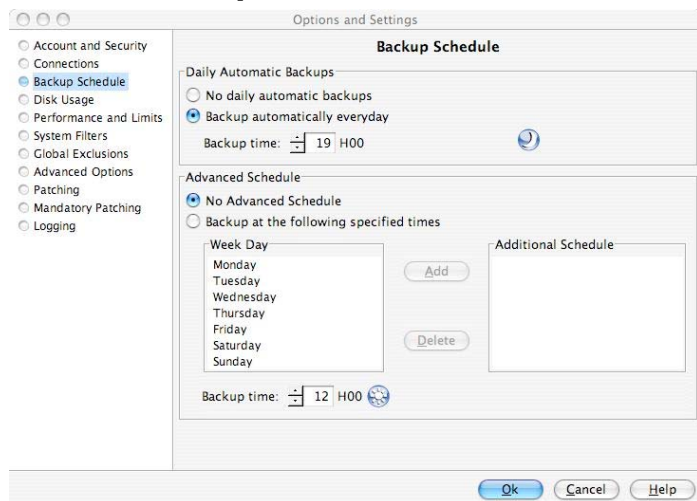 Options and Settings
Account and Security
Connections
Backup Schedule
Disk Usage
Performance and Limits
System Filters
Global Exclusions
Advanced Options
Patching
Mandatory Patching
Logging
Backup Schedule
Daily Automatic Backups
No daily automatic backups
Backup automatically everyday
Backup time: 19 H00
Advanced Schedule
No Advanced Schedule
Backup at the following specified times
Week Day
Monday
Tuesday
Wednesday
Thursday
Friday
Saturday
Sunday
Add
Delete
Additional Schedule
Backup time: 12 H00
Ok Cancel Help